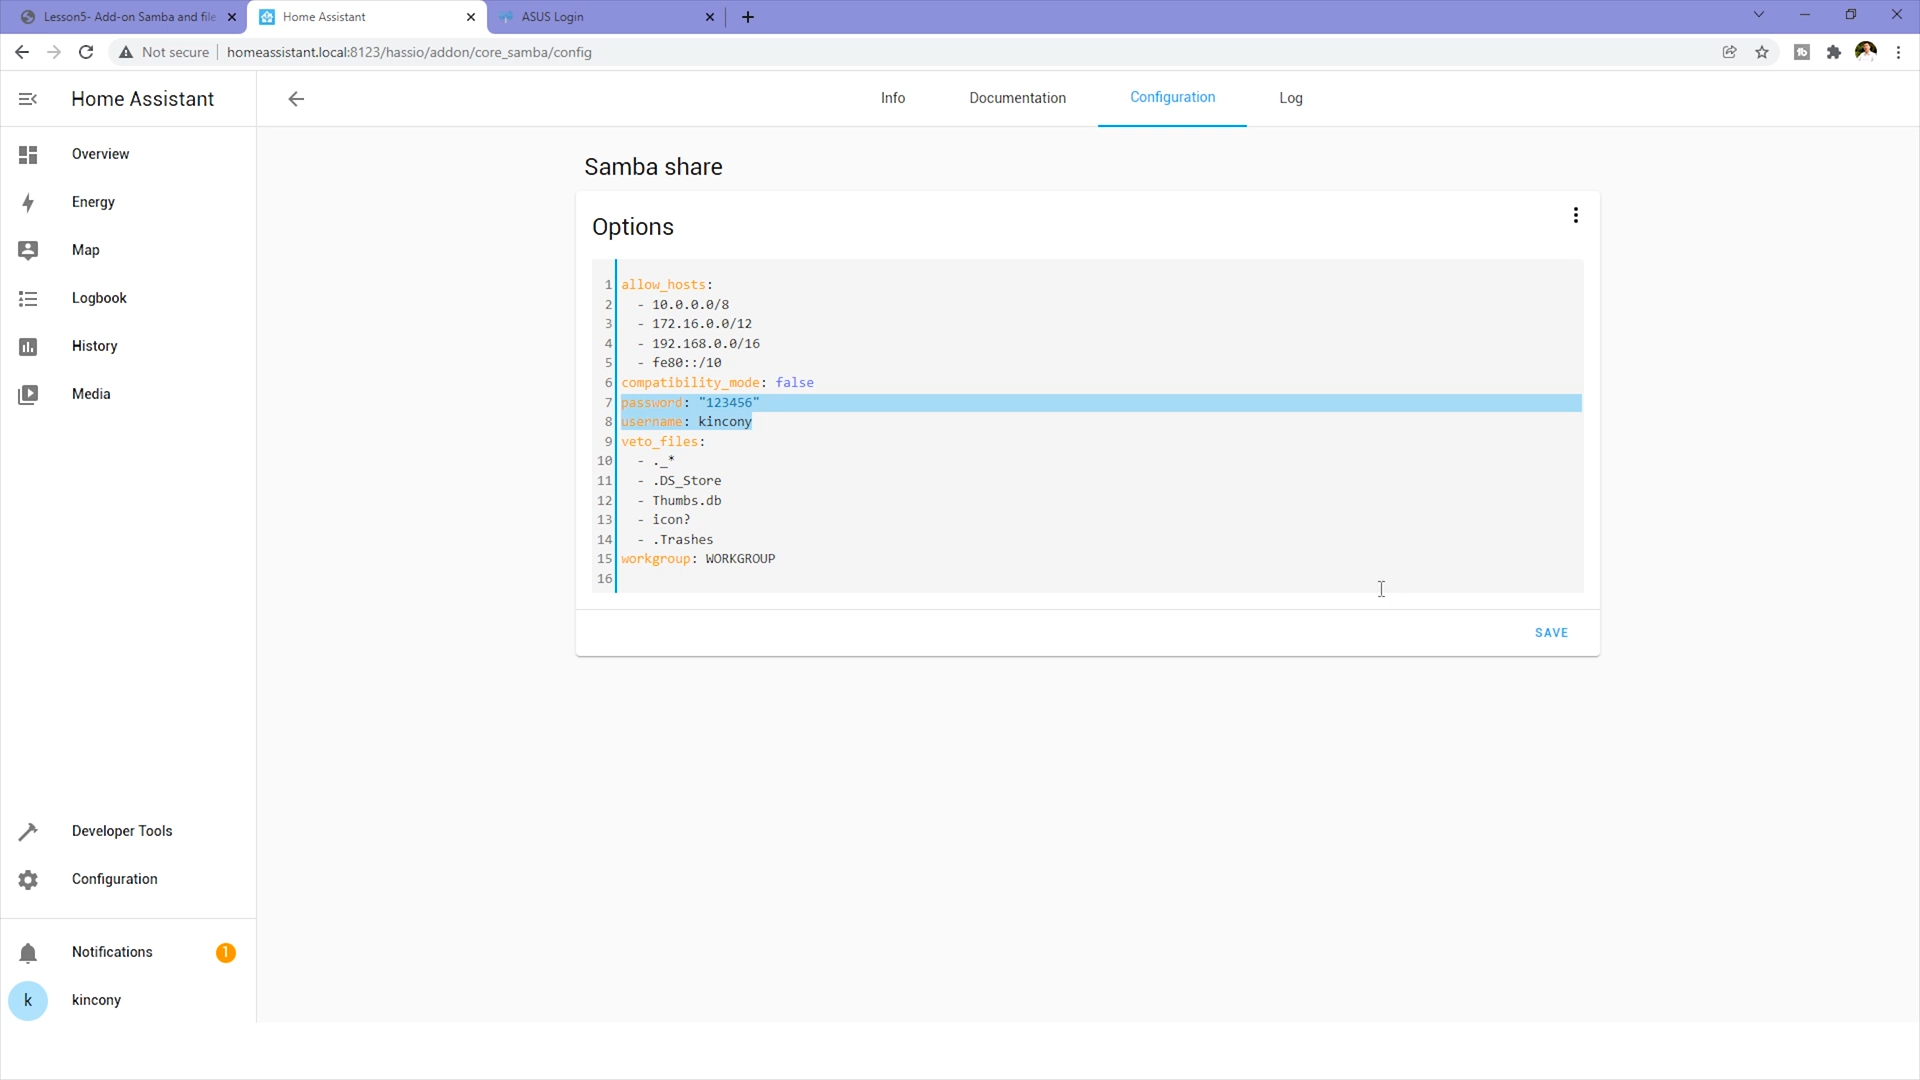 Lesson5- Add-on Samba and file
Home Assistant
ASUS Login
Not secure
homeassistant.local:8123/hassio/addon/core_samba/config
Home Assistant
Info
Documentation
Configuration
Log
Overview
Energy
Map
Logbook
History
Media
Developer Tools
Configuration
Notifications
1
k
kincony
Samba share
Options
1 allow_hosts:
2 - 10.0.0.0/8
3 - 172.16.0.0/12
4 - 192.168.0.0/16
5 - fe80::/10
6 compatibility_mode: false
7 password: "123456"
8 username: kincony
9 veto_files:
10 - ._*
11 - .DS_Store
12 - Thumbs.db
13 - icon?
14 - .Trashes
15 workgroup: WORKGROUP
16
SAVE